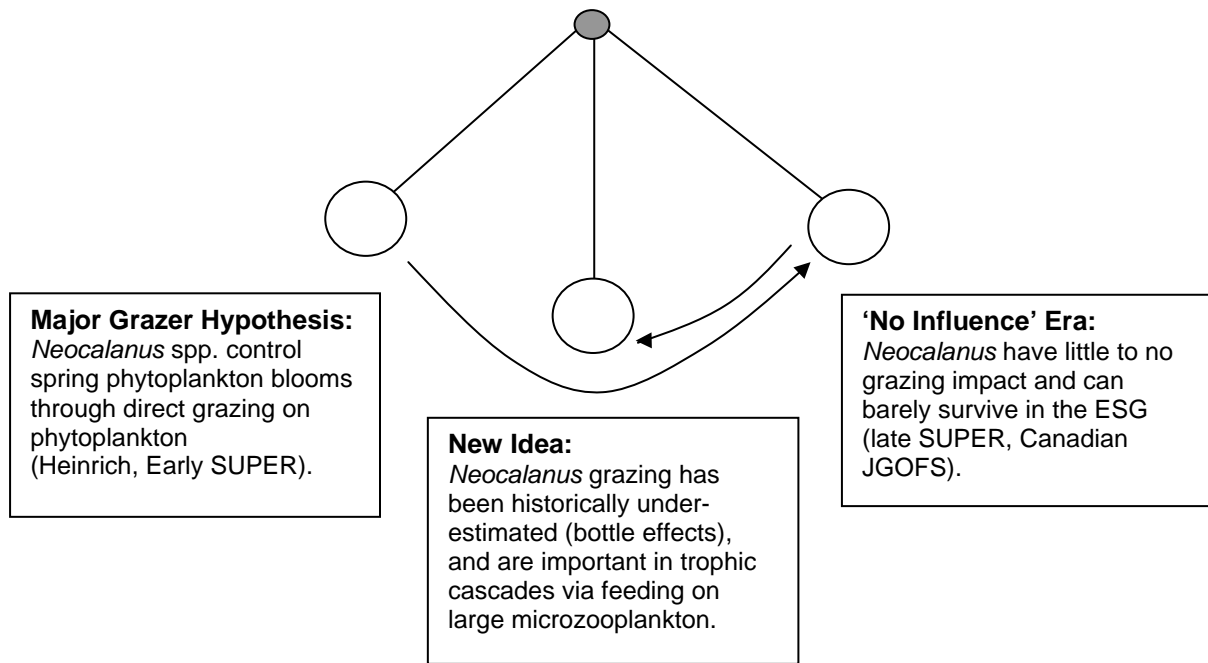 Major Grazer Hypothesis:
Neocalanus spp. control
spring phytoplankton blooms
through direct grazing on
phytoplankton
(Heinrich, Early SUPER).
New Idea:
Neocalanus grazing has
been historically under-
estimated (bottle effects),
and are important in trophic
cascades via feeding on
large microzooplankton.
‘No Influence’ Era:
Neocalanus have little to no
grazing impact and can
barely survive in the ESG
(late SUPER, Canadian
JGOFS).